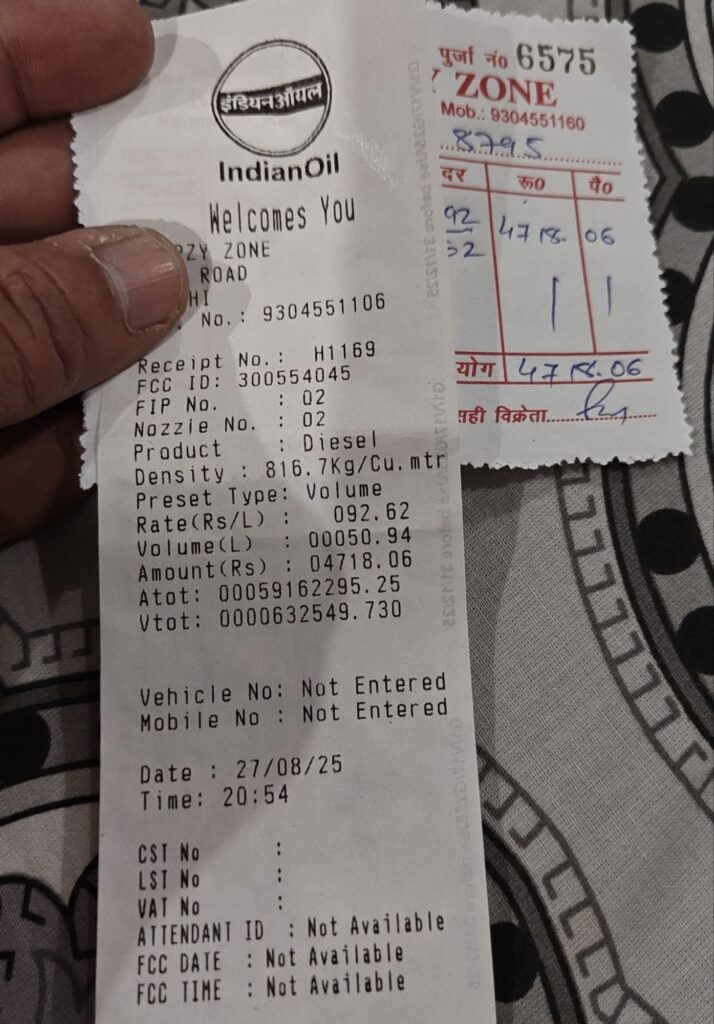 इंडियनऑयल
IndianOil
Welcomes You
ZY ZONE
ROAD
HI
No.: 9304551106
Receipt No.: H1169
FCC ID: 300554045
FIP No. : 02
Nozzle No. : 02
Product : Diesel
Density : 816.7Kg/Cu.mtr
Preset Type: Volume
Rate(Rs/L) : 092.62
Volume(L) : 00050.94
Amount(Rs) : 04718.06
Atot: 00059162295.25
Vtot: 0000632549.730
Vehicle No: Not Entered
Mobile No : Not Entered
Date : 27/08/25
Time: 20:54
CST No :
LST No :
VAT No :
ATTENDANT ID : Not Available
FCC DATE : Not Available
FCC TIME : Not Available
पुर्जा नं० 6575
Y ZONE
Mob.: 9304551160
8795
दर रू० पै०
92 4718. 06
योग 4718.06
सही विक्रेता